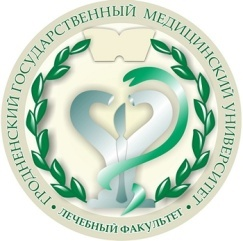 ГРОДНЕНСКИЙ ГОСУДАРСТВЕННЫЙ МЕДИЦИНСКИЙ УНИВЕРСИТЕТ
• ЛЕЧЕБНЫЙ ФАКУЛЬТЕТ •